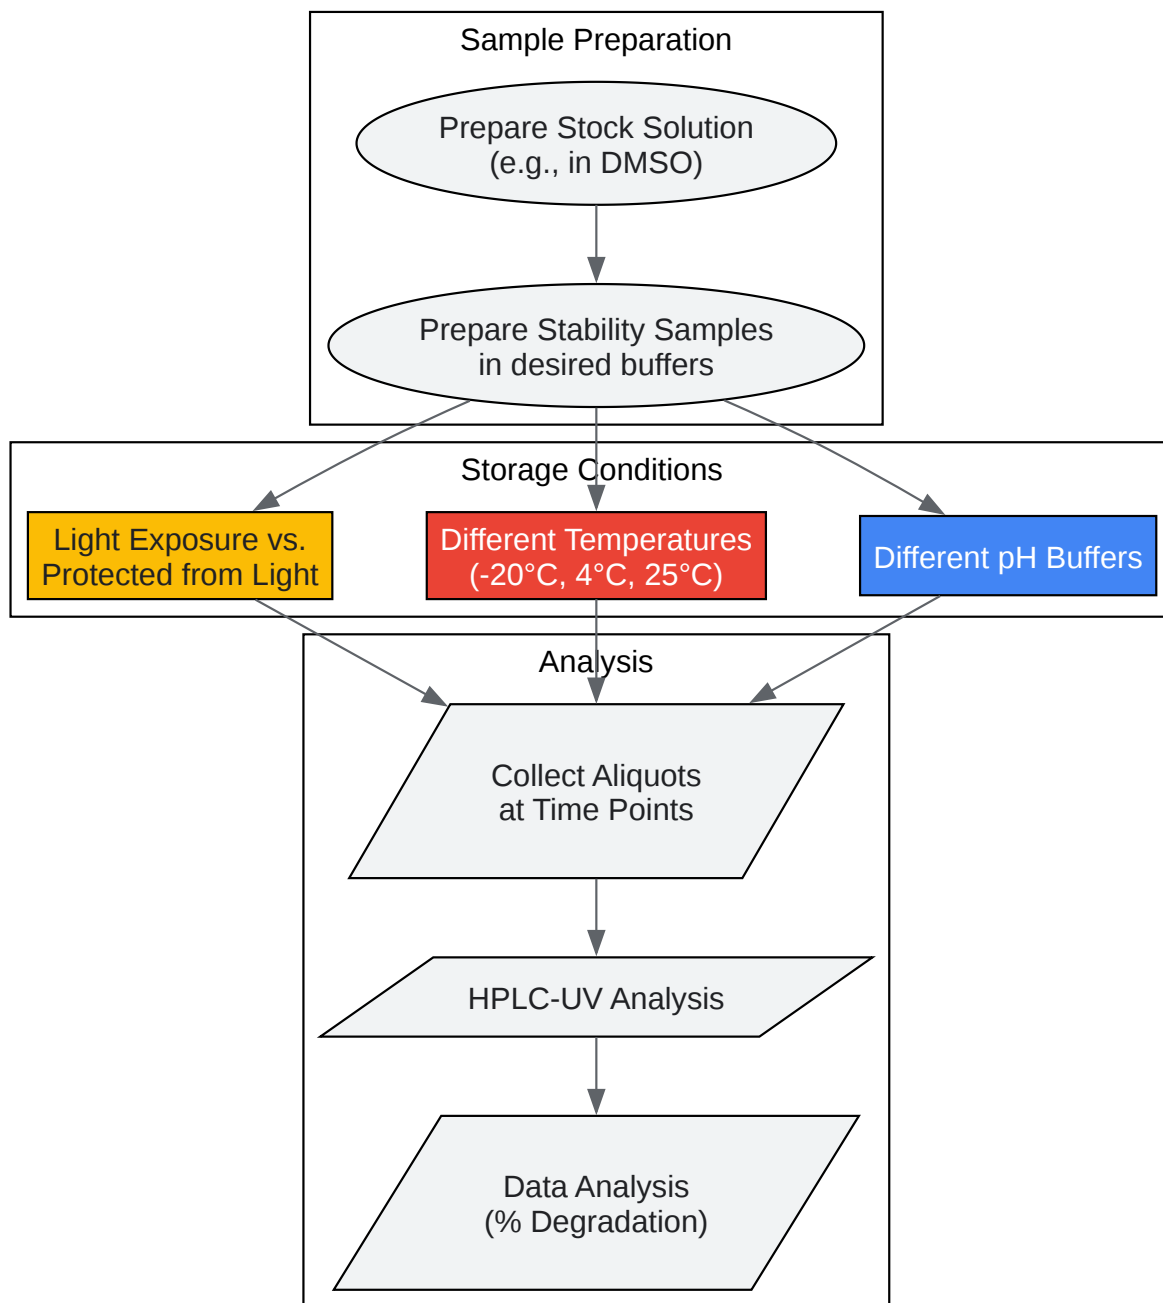 Sample Preparation
Prepare Stock Solution
(e.g., in DMSO)
Prepare Stability Samples
in desired buffers
Storage Conditions
Light Exposure vs.
Protected from Light
Different Temperatures
(-20°C, 4°C, 25°C)
Different pH Buffers
Analysis
Collect Aliquots
at Time Points
HPLC-UV Analysis
Data Analysis
(% Degradation)